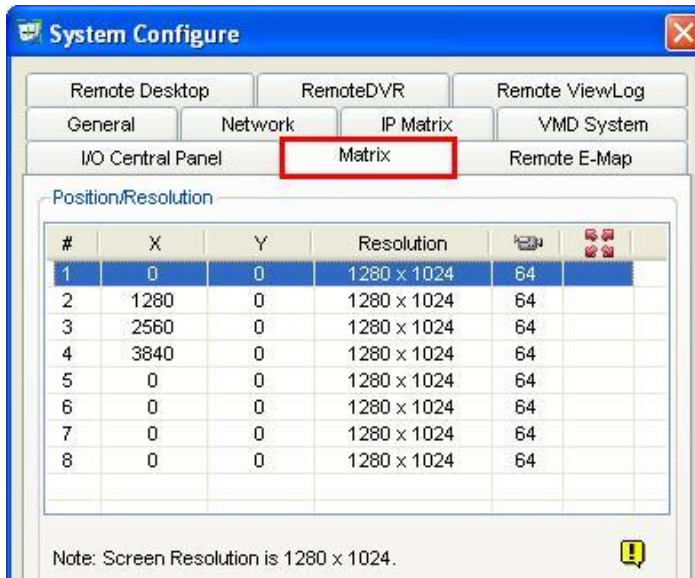 System Configure
Remote Desktop RemoteDVR Remote ViewLog
General Network IP Matrix VMD System
I/O Central Panel Matrix Remote E-Map
Position/Resolution
# X Y Resolution
1 0 0 1280 x 1024 64
2 1280 0 1280 x 1024 64
3 2560 0 1280 x 1024 64
4 3840 0 1280 x 1024 64
5 0 0 1280 x 1024 64
6 0 0 1280 x 1024 64
7 0 0 1280 x 1024 64
8 0 0 1280 x 1024 64
Note: Screen Resolution is 1280 x 1024.